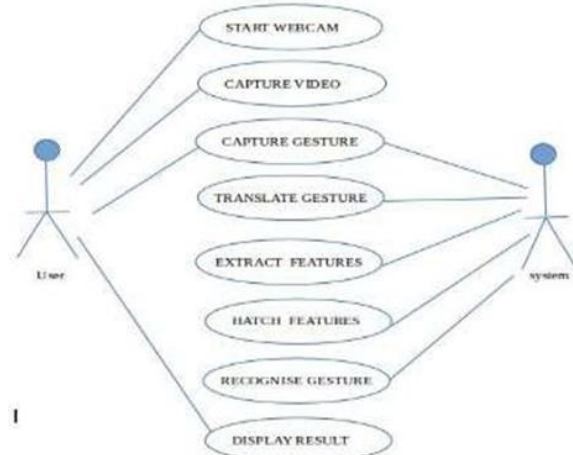 START WEBCAM
CAPTURE VIDEO
CAPTURE GESTURE
TRANSLATE GESTURE
User
EXTRACT FEATURES
system
HATCH FEATURES
RECOGNISE GESTURE
I
DISPLAY RESULT